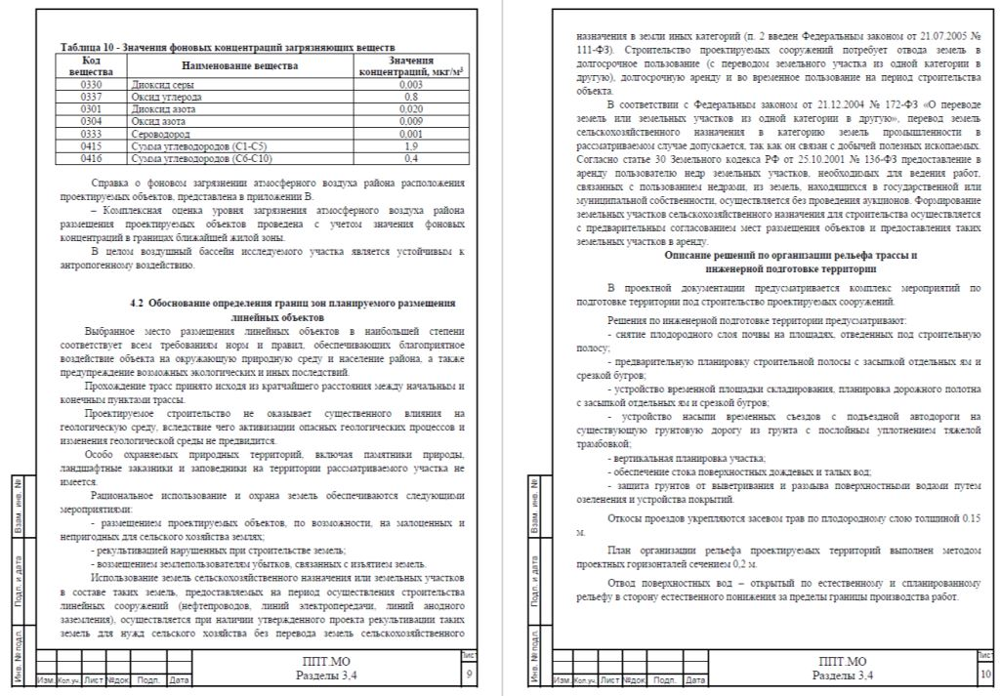 Таблица 10 - Значения фоновых концентраций загрязняющих веществ
Код вещества Наименование вещества Значения концентраций, мкг/м3
0330 Диоксид серы 0,003
0337 Оксид углерода 0,8
0301 Диоксид азота 0,020
0304 Оксид азота 0,009
0333 Сероводород 0,001
0415 Сумма углеводородов (С1-С5) 1,9
0416 Сумма углеводородов (С6-С10) 0,4
Справка о фоновом загрязнении атмосферного воздуха района расположения
проектируемых объектов, представлена в приложении В.
– Комплексная оценка уровня загрязнения атмосферного воздуха района
размещения проектируемых объектов проведена с учетом значения фоновых
концентраций в границах ближайшей жилой зоны.
В целом воздушный бассейн исследуемого участка является устойчивым к
антропогенному воздействию.
4.2 Обоснование определения границ зон планируемого размещения
линейных объектов
Выбранное место размещения линейных объектов в наибольшей степени
соответствует всем требованиям норм и правил, обеспечивающих благоприятное
воздействие объекта на окружающую природную среду и население района, а также
предупреждение возможных экологических и иных последствий.
Прохождение трасс принято исходя из кратчайшего расстояния между начальным и
конечным пунктами трассы.
Проектируемое строительство не оказывает существенного влияния на
геологическую среду, вследствие чего активизации опасных геологических процессов и
изменения геологической среды не предвидится.
Особо охраняемых природных территорий, включая памятники природы,
ландшафтные заказники и заповедники на территории рассматриваемого участка не
имеется.
Рациональное использование и охрана земель обеспечиваются следующими
мероприятиями:
- размещением проектируемых объектов, по возможности, на малоценных и
непригодных для сельского хозяйства землях;
- рекультивацией нарушенных при строительстве земель;
- возмещением землепользователям убытков, связанных с изъятием земель.
Использование земель сельскохозяйственного назначения или земельных участков
в составе таких земель, предоставляемых на период осуществления строительства
линейных сооружений (нефтепроводов, линий электропередачи, линий анодного
заземления), осуществляется при наличии утвержденного проекта рекультивации таких
земель для нужд сельского хозяйства без перевода земель сельскохозяйственного
Взам. инв. №
Подп. и дата
Инв. № подл.
Изм. Кол.уч. Лист №док Подп. Дата
ППТ.МО
Разделы 3,4
Лист
9
назначения в земли иных категорий (п. 2 введен Федеральным законом от 21.07.2005 №
111-ФЗ). Строительство проектируемых сооружений потребует отвода земель в
долгосрочное пользование (с переводом земельного участка из одной категории в
другую), долгосрочную аренду и во временное пользование на период строительства
объекта.
В соответствии с Федеральным законом от 21.12.2004 № 172-ФЗ «О переводе
земель или земельных участков из одной категории в другую», перевод земель
сельскохозяйственного назначения в категорию земель промышленности в
рассматриваемом случае допускается, так как он связан с добычей полезных ископаемых.
Согласно статье 30 Земельного кодекса РФ от 25.10.2001 № 136-ФЗ предоставление в
аренду пользователю недр земельных участков, необходимых для ведения работ,
связанных с пользованием недрами, из земель, находящихся в государственной или
муниципальной собственности, осуществляется без проведения аукционов. Формирование
земельных участков сельскохозяйственного назначения для строительства осуществляется
с предварительным согласованием мест размещения объектов и предоставления таких
земельных участков в аренду.
Описание решений по организации рельефа трассы и
инженерной подготовке территории
В проектной документации предусматривается комплекс мероприятий по
подготовке территории под строительство проектируемых сооружений.
Решения по инженерной подготовке территории предусматривают:
- снятие плодородного слоя почвы на площадях, отведенных под строительную
полосу;
- предварительную планировку строительной полосы с засыпкой отдельных ям и
срезкой бугров;
- устройство временной площадки складирования, планировка дорожного полотна
с засыпкой отдельных ям и срезкой бугров;
- устройство насыпи временных съездов с подъездной автодороги на
существующую грунтовую дорогу из грунта с послойным уплотнением тяжелой
трамбовкой;
- вертикальная планировка участка;
- обеспечение стока поверхностных дождевых и талых вод;
- защита грунтов от выветривания и размыва поверхностными водами путем
озеленения и устройства покрытий.
Откосы проездов укрепляются засевом трав по плодородному слою толщиной 0.15
м.
План организации рельефа проектируемых территорий выполнен методом
проектных горизонталей сечением 0,2 м.
Отвод поверхностных вод – открытый по естественному и спланированному
рельефу в сторону естественного понижения за пределы границы производства работ.
Взам. инв. №
Подп. и дата
Инв. № подл.
Изм. Кол.уч. Лист №док Подп. Дата
ППТ.МО
Разделы 3,4
Лист
10